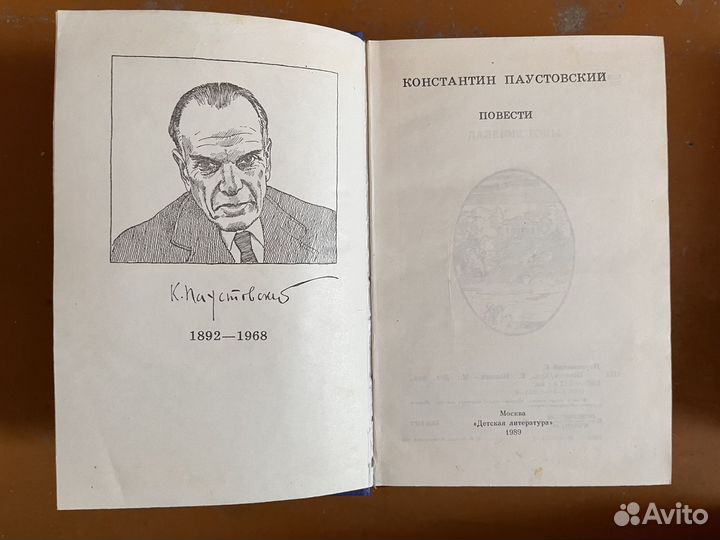 К. Паустовский
1892—1968
КОНСТАНТИН ПАУСТОВСКИЙ
ПОВЕСТИ
Москва
«Детская литература»
1989
Avito